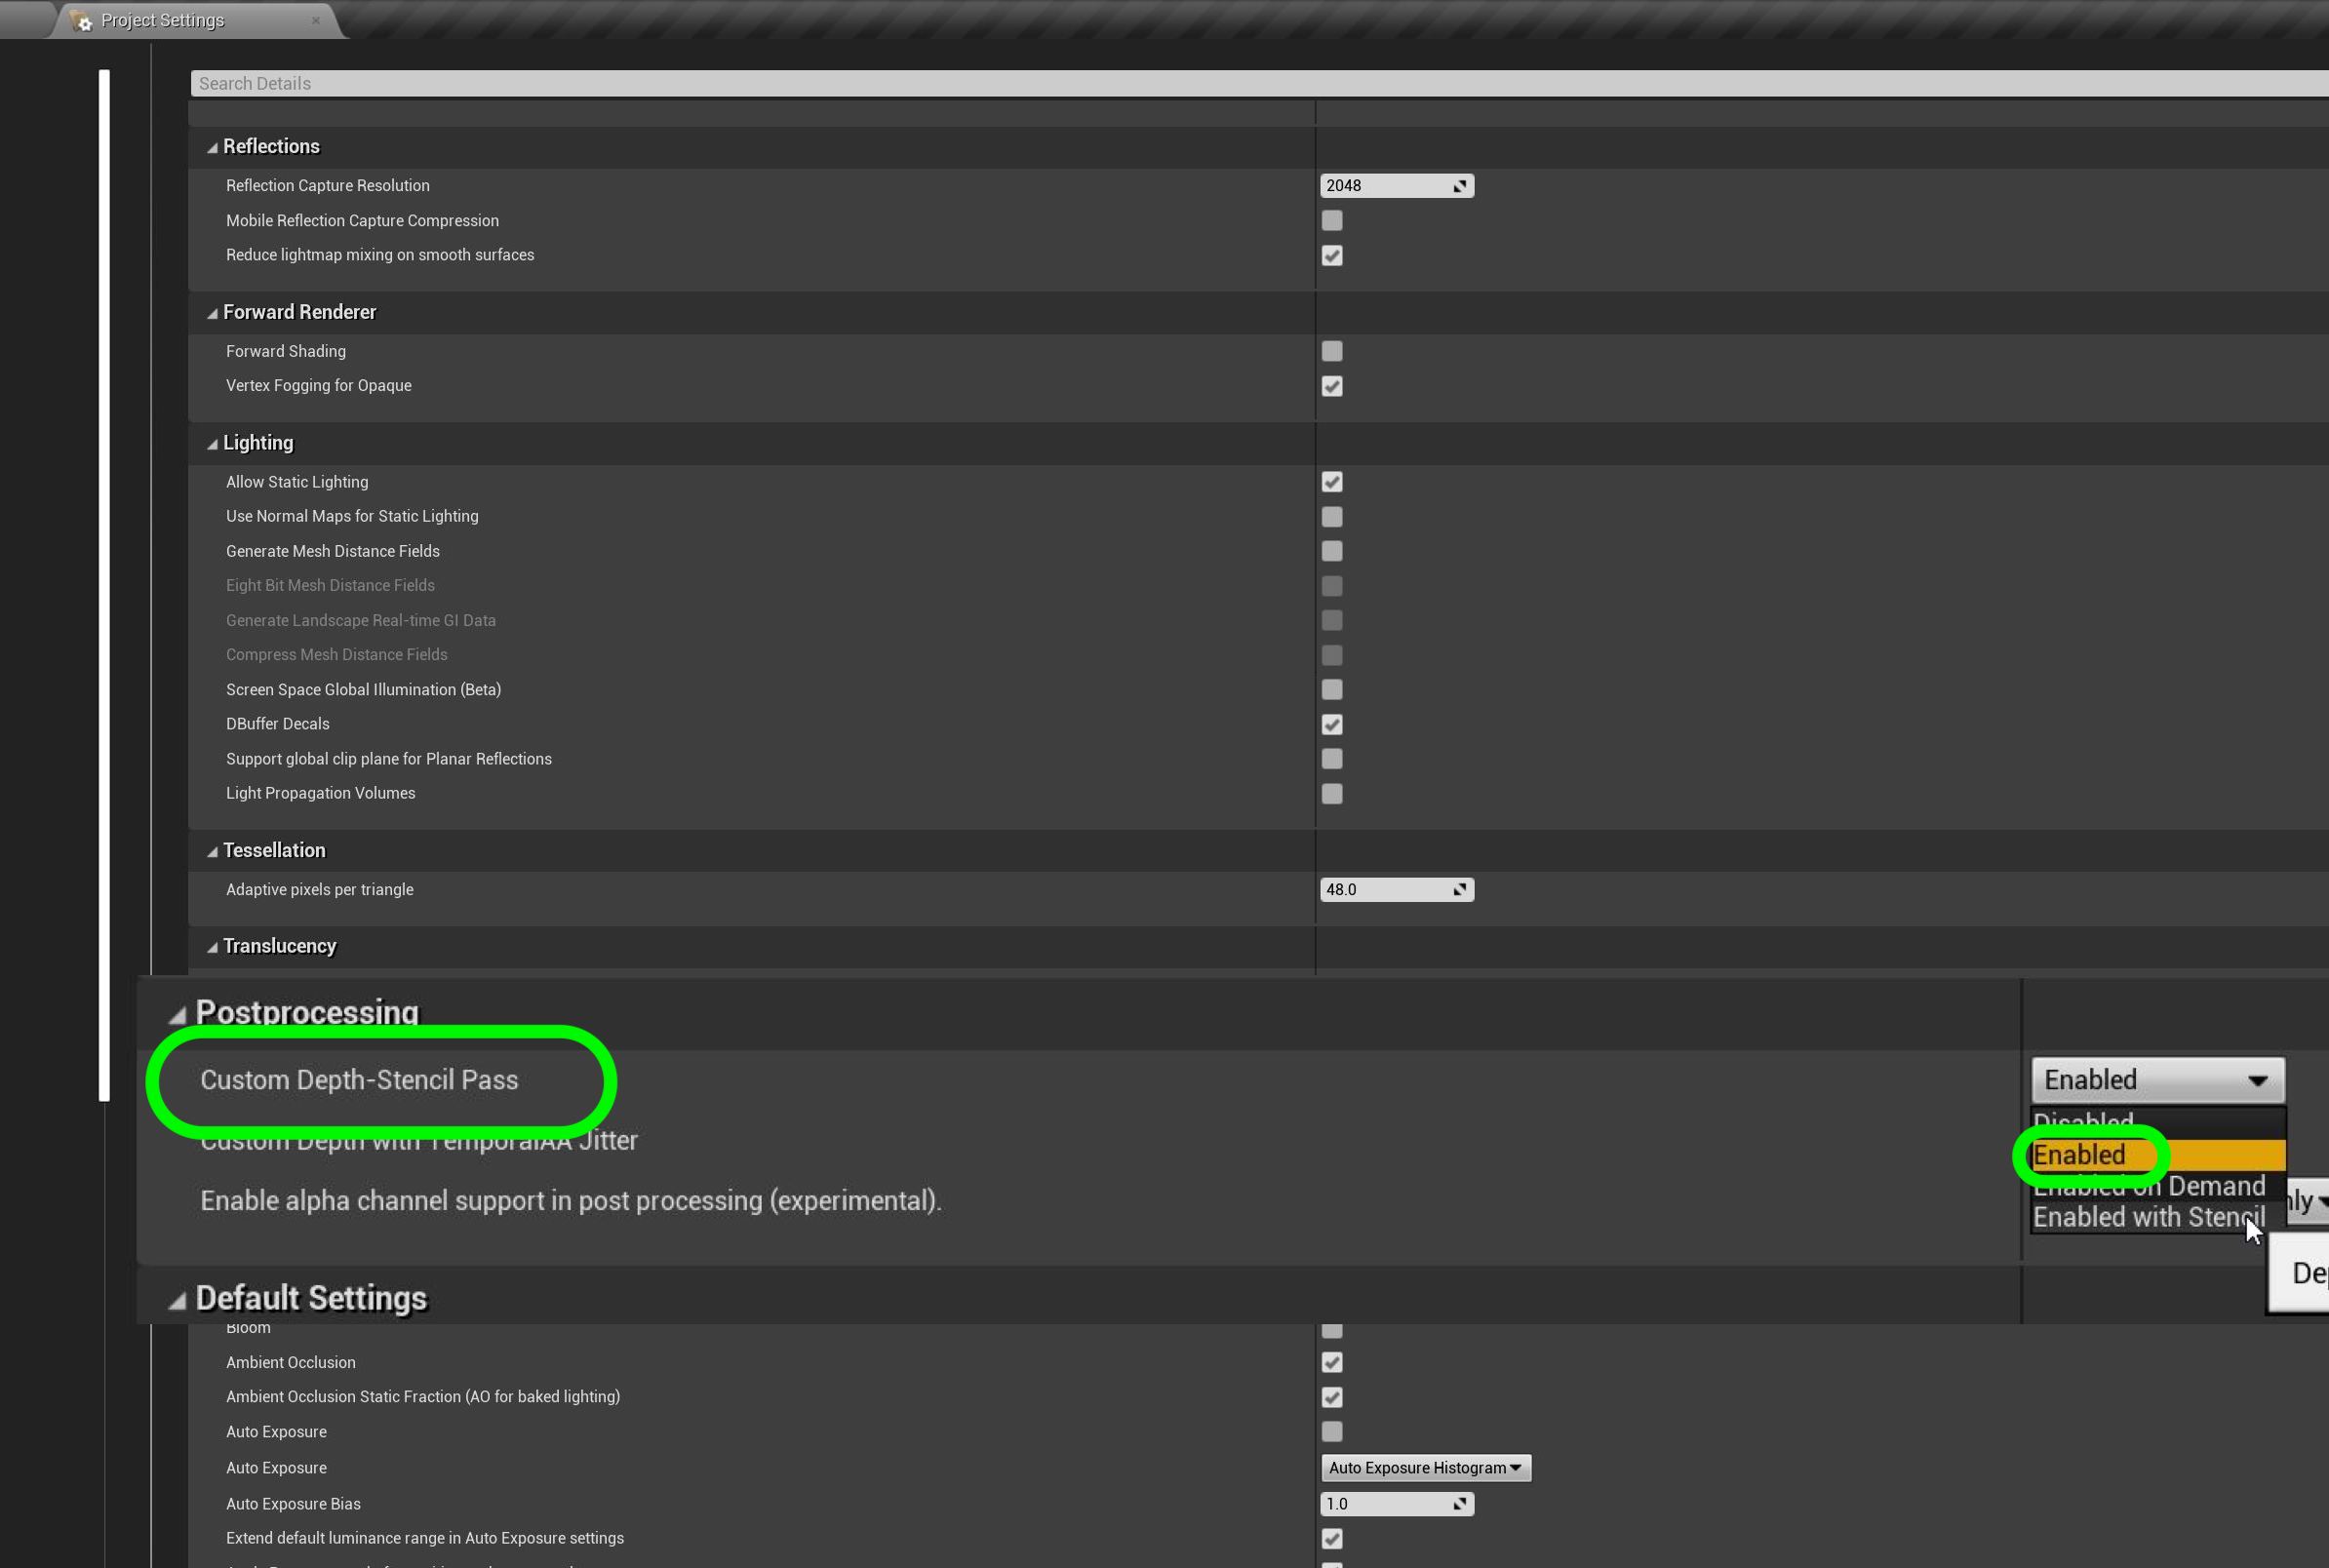 Project Settings
Search Details
Reflections
Reflection Capture Resolution 2048
Mobile Reflection Capture Compression
Reduce lightmap mixing on smooth surfaces
Forward Renderer
Forward Shading
Vertex Fogging for Opaque
Lighting
Allow Static Lighting
Use Normal Maps for Static Lighting
Generate Mesh Distance Fields
Eight Bit Mesh Distance Fields
Generate Landscape Real-time GI Data
Compress Mesh Distance Fields
Screen Space Global Illumination (Beta)
DBuffer Decals
Support global clip plane for Planar Reflections
Light Propagation Volumes
Tessellation
Adaptive pixels per triangle 48.0
Translucency
Postprocessing
Custom Depth-Stencil Pass Enabled
Disabled
Custom Depth with TemporalAA Jitter
Enabled
Enabled on Demand
Enable alpha channel support in post processing (experimental).
Enabled with Stencil
Default Settings
Bloom
Ambient Occlusion
Ambient Occlusion Static Fraction (AO for baked lighting)
Auto Exposure
Auto Exposure Auto Exposure Histogram
Auto Exposure Bias 1.0
Extend default luminance range in Auto Exposure settings